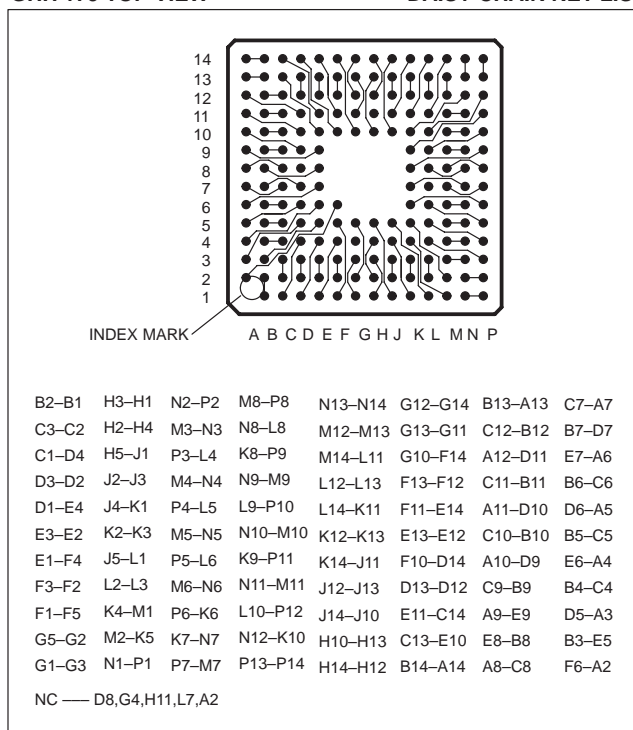 14
13
12
11
10
9
8
7
6
5
4
3
2
1
INDEX MARK
A B C D E F G H J K L M N P
B2–B1 H3–H1 N2–P2 M8–P8 N13–N14 G12–G14 B13–A13 C7–A7
C3–C2 H2–H4 M3–N3 N8–L8 M12–M13 G13–G11 C12–B12 B7–D7
C1–D4 H5–J1 P3–L4 K8–P9 M14–L11 G10–F14 A12–D11 E7–A6
D3–D2 J2–J3 M4–N4 N9–M9 L12–L13 F13–F12 C11–B11 B6–C6
D1–E4 J4–K1 P4–L5 L9–P10 L14–K11 F11–E14 A11–D10 D6–A5
E3–E2 K2–K3 M5–N5 N10–M10 K12–K13 E13–E12 C10–B10 B5–C5
E1–F4 J5–L1 P5–L6 K9–P11 K14–J11 F10–D14 A10–D9 E6–A4
F3–F2 L2–L3 M6–N6 N11–M11 J12–J13 D13–D12 C9–B9 B4–C4
F1–F5 K4–M1 P6–K6 L10–P12 J14–J10 E11–C14 A9–E9 D5–A3
G5–G2 M2–K5 K7–N7 N12–K10 H10–H13 C13–E10 E8–B8 B3–E5
G1–G3 N1–P1 P7–M7 P13–P14 H14–H12 B14–A14 A8–C8 F6–A2
NC –– D8,G4,H11,L7,A2